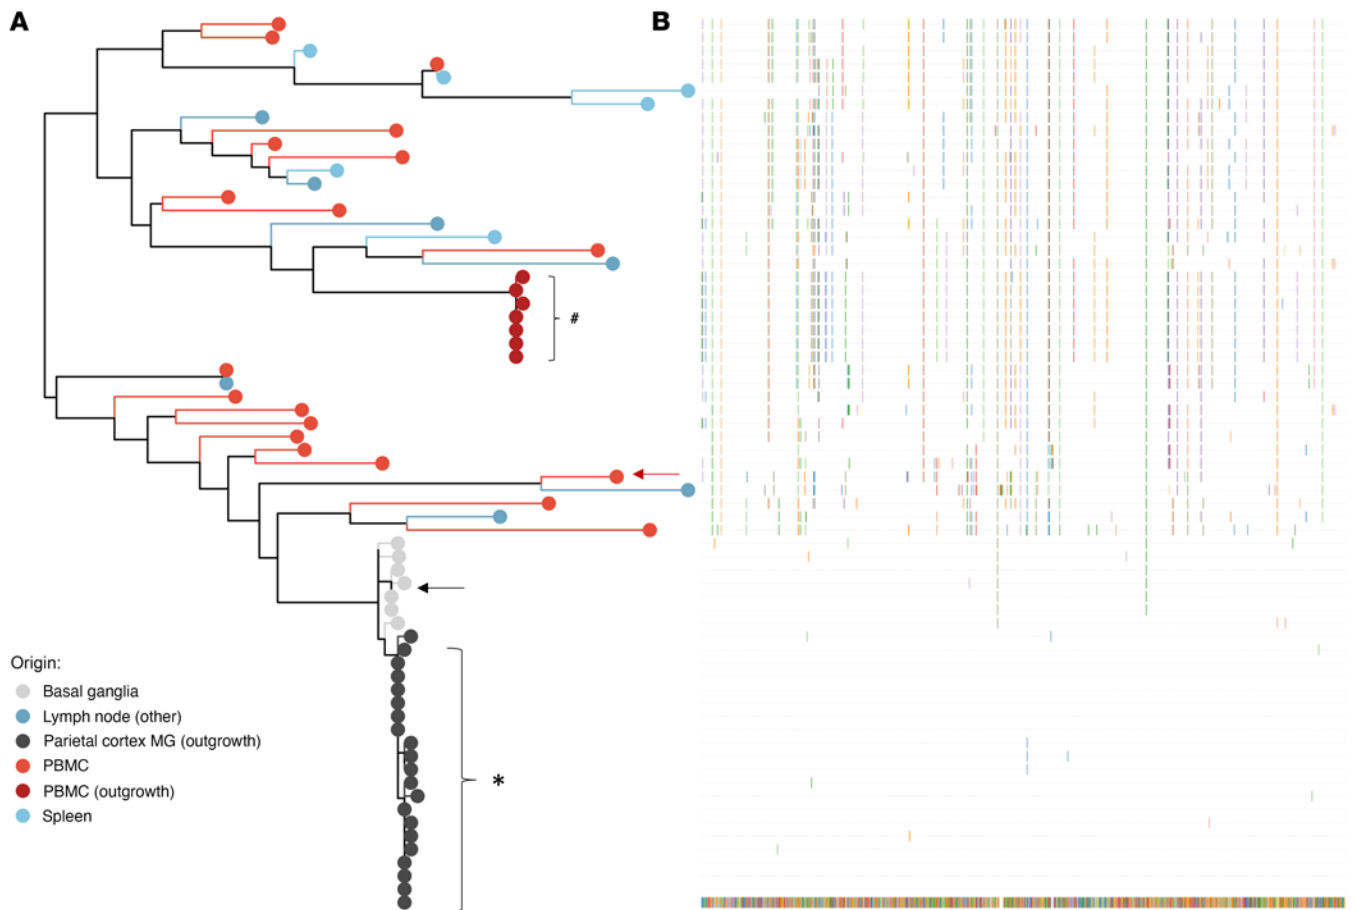 A
B
#
Origin:
Basal ganglia
Lymph node (other)
Parietal cortex MG (outgrowth)
PBMC
PBMC (outgrowth)
Spleen
*